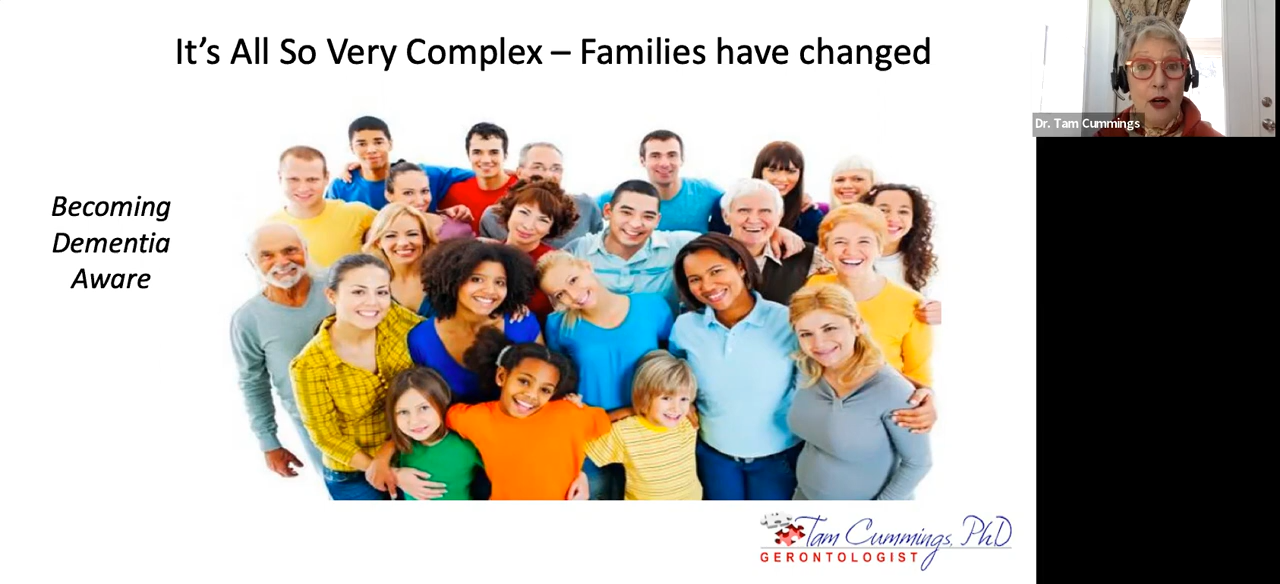 It's All So Very Complex – Families have changed
Dr. Tam Cummings
Becoming
Dementia
Aware
Tam Cummings, PhD
GERONTOLOGIST